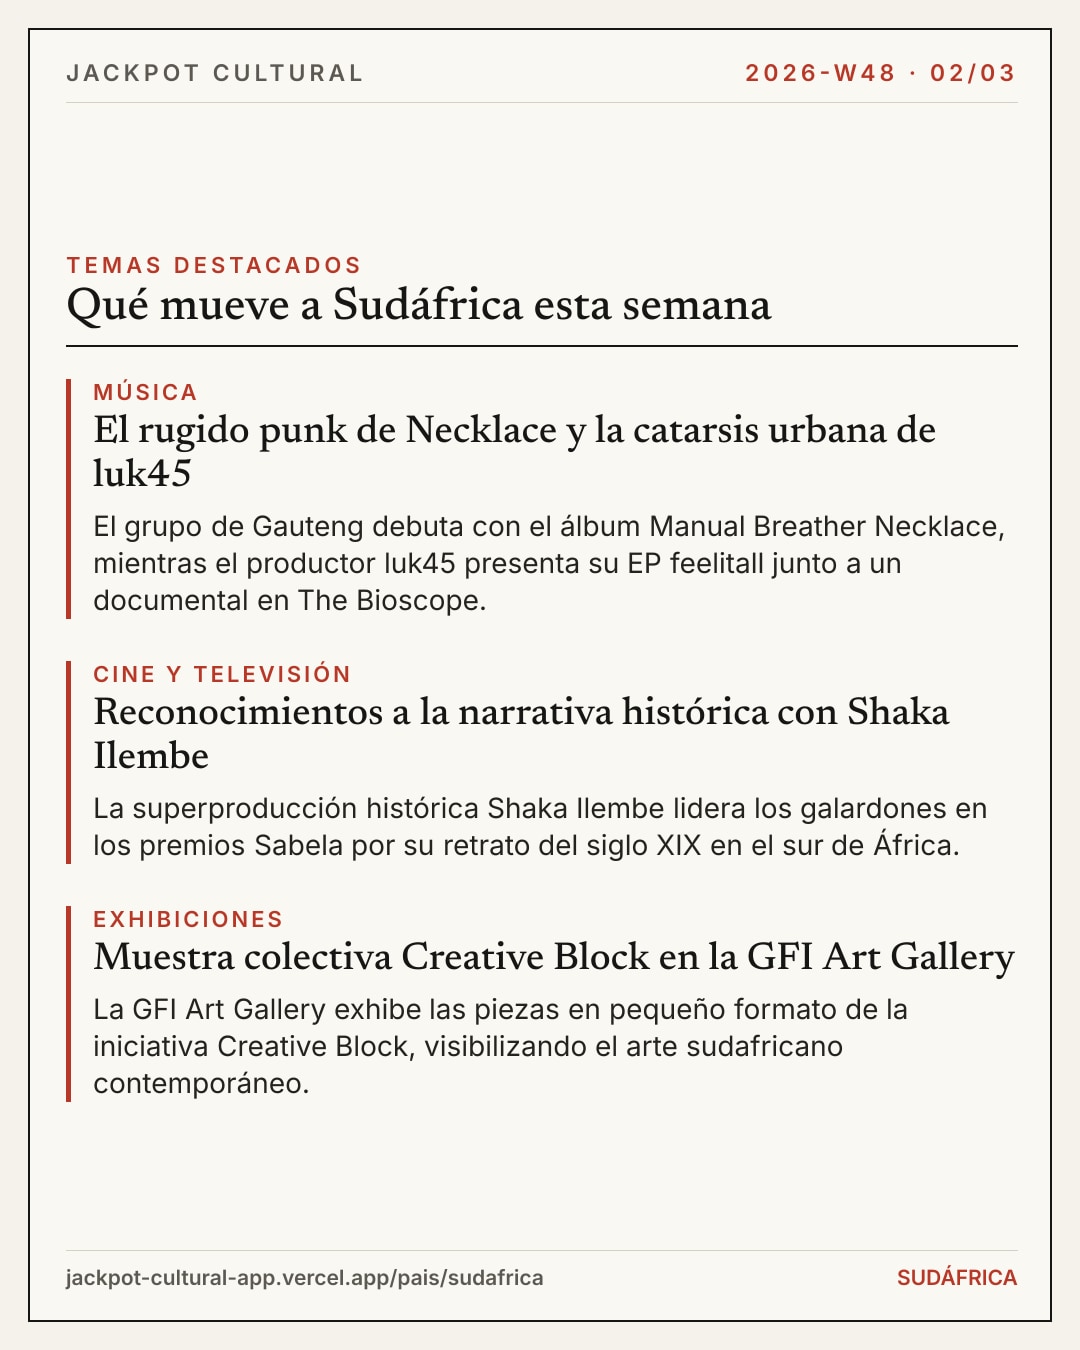 JACKPOT CULTURAL
2026-W48 · 02/03
TEMAS DESTACADOS
Qué mueve a Sudáfrica esta semana
MÚSICA
El rugido punk de Necklace y la catarsis urbana de
luk45
El grupo de Gauteng debuta con el álbum Manual Breather Necklace,
mientras el productor luk45 presenta su EP feelitall junto a un
documental en The Bioscope.
CINE Y TELEVISIÓN
Reconocimientos a la narrativa histórica con Shaka
Ilembe
La superproducción histórica Shaka Ilembe lidera los galardones en
los premios Sabela por su retrato del siglo XIX en el sur de África.
EXHIBICIONES
Muestra colectiva Creative Block en la GFI Art Gallery
La GFI Art Gallery exhibe las piezas en pequeño formato de la
iniciativa Creative Block, visibilizando el arte sudafricano
contemporáneo.
jackpot-cultural-app.vercel.app/pais/sudafrica
SUDÁFRICA